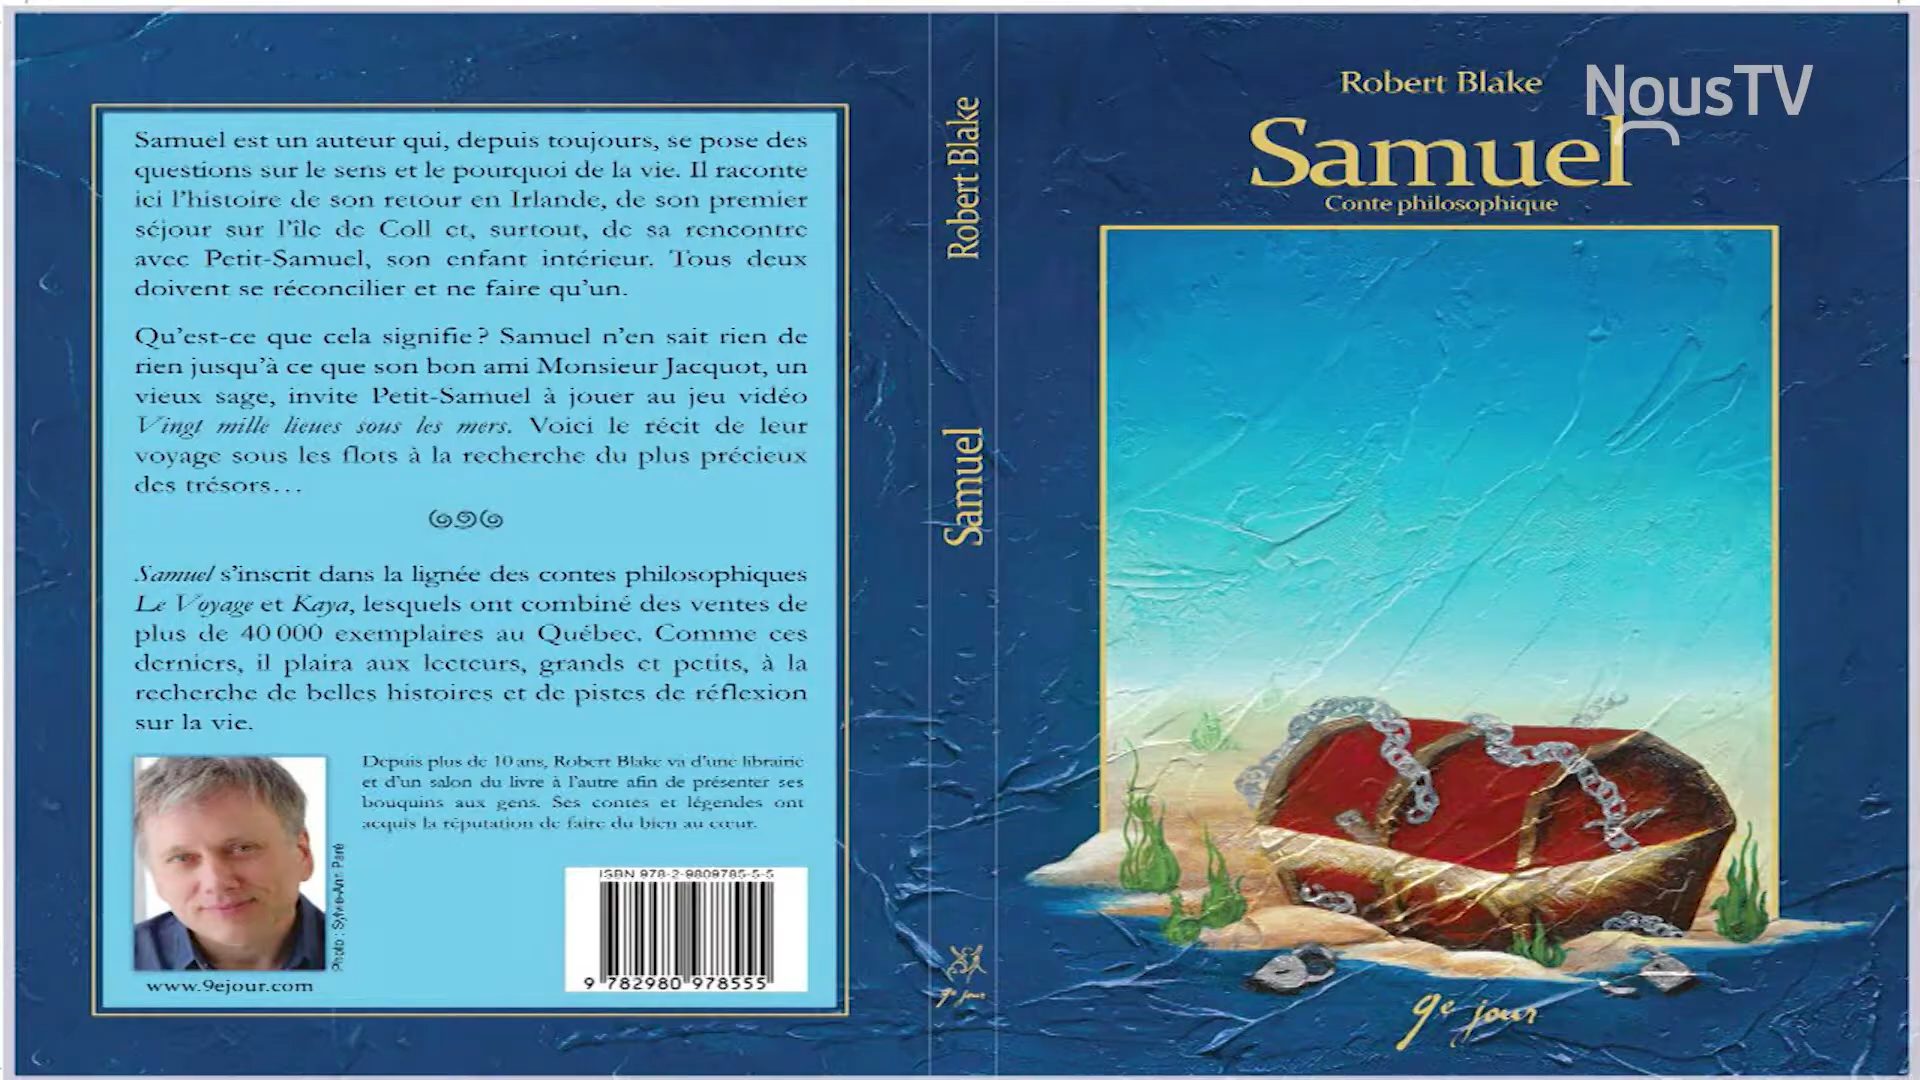 Samuel est un auteur qui, depuis toujours, se pose des
questions sur le sens et le pourquoi de la vie. Il raconte
ici l'histoire de son retour en Irlande, de son premier
séjour sur l'île de Coll et, surtout, de sa rencontre
avec Petit-Samuel, son enfant intérieur. Tous deux
doivent se réconcilier et ne faire qu'un.
Qu'est-ce que cela signifie ? Samuel n'en sait rien de
rien jusqu'à ce que son bon ami Monsieur Jacquot, un
vieux sage, invite Petit-Samuel à jouer au jeu vidéo
Vingt mille lieues sous les mers. Voici le récit de leur
voyage sous les flots à la recherche du plus précieux
des trésors…
Samuel s'inscrit dans la lignée des contes philosophiques
Le Voyage et Kaya, lesquels ont combiné des ventes de
plus de 40 000 exemplaires au Québec. Comme ces
derniers, il plaira aux lecteurs, grands et petits, à la
recherche de belles histoires et de pistes de réflexion
sur la vie.
Depuis plus de 10 ans, Robert Blake va d'une librairie
et d'un salon du livre à l'autre afin de présenter ses
bouquins aux gens. Ses contes et légendes ont
acquis la réputation de faire du bien au cœur.
Photo : Sylvie-Ann Paré
www.9ejour.com
ISBN 978-2-9809785-5-5
9 782980 978555
Robert Blake
Samuel
9e jour
Robert Blake
NousTV
Samuel
Conte philosophique
9e jour